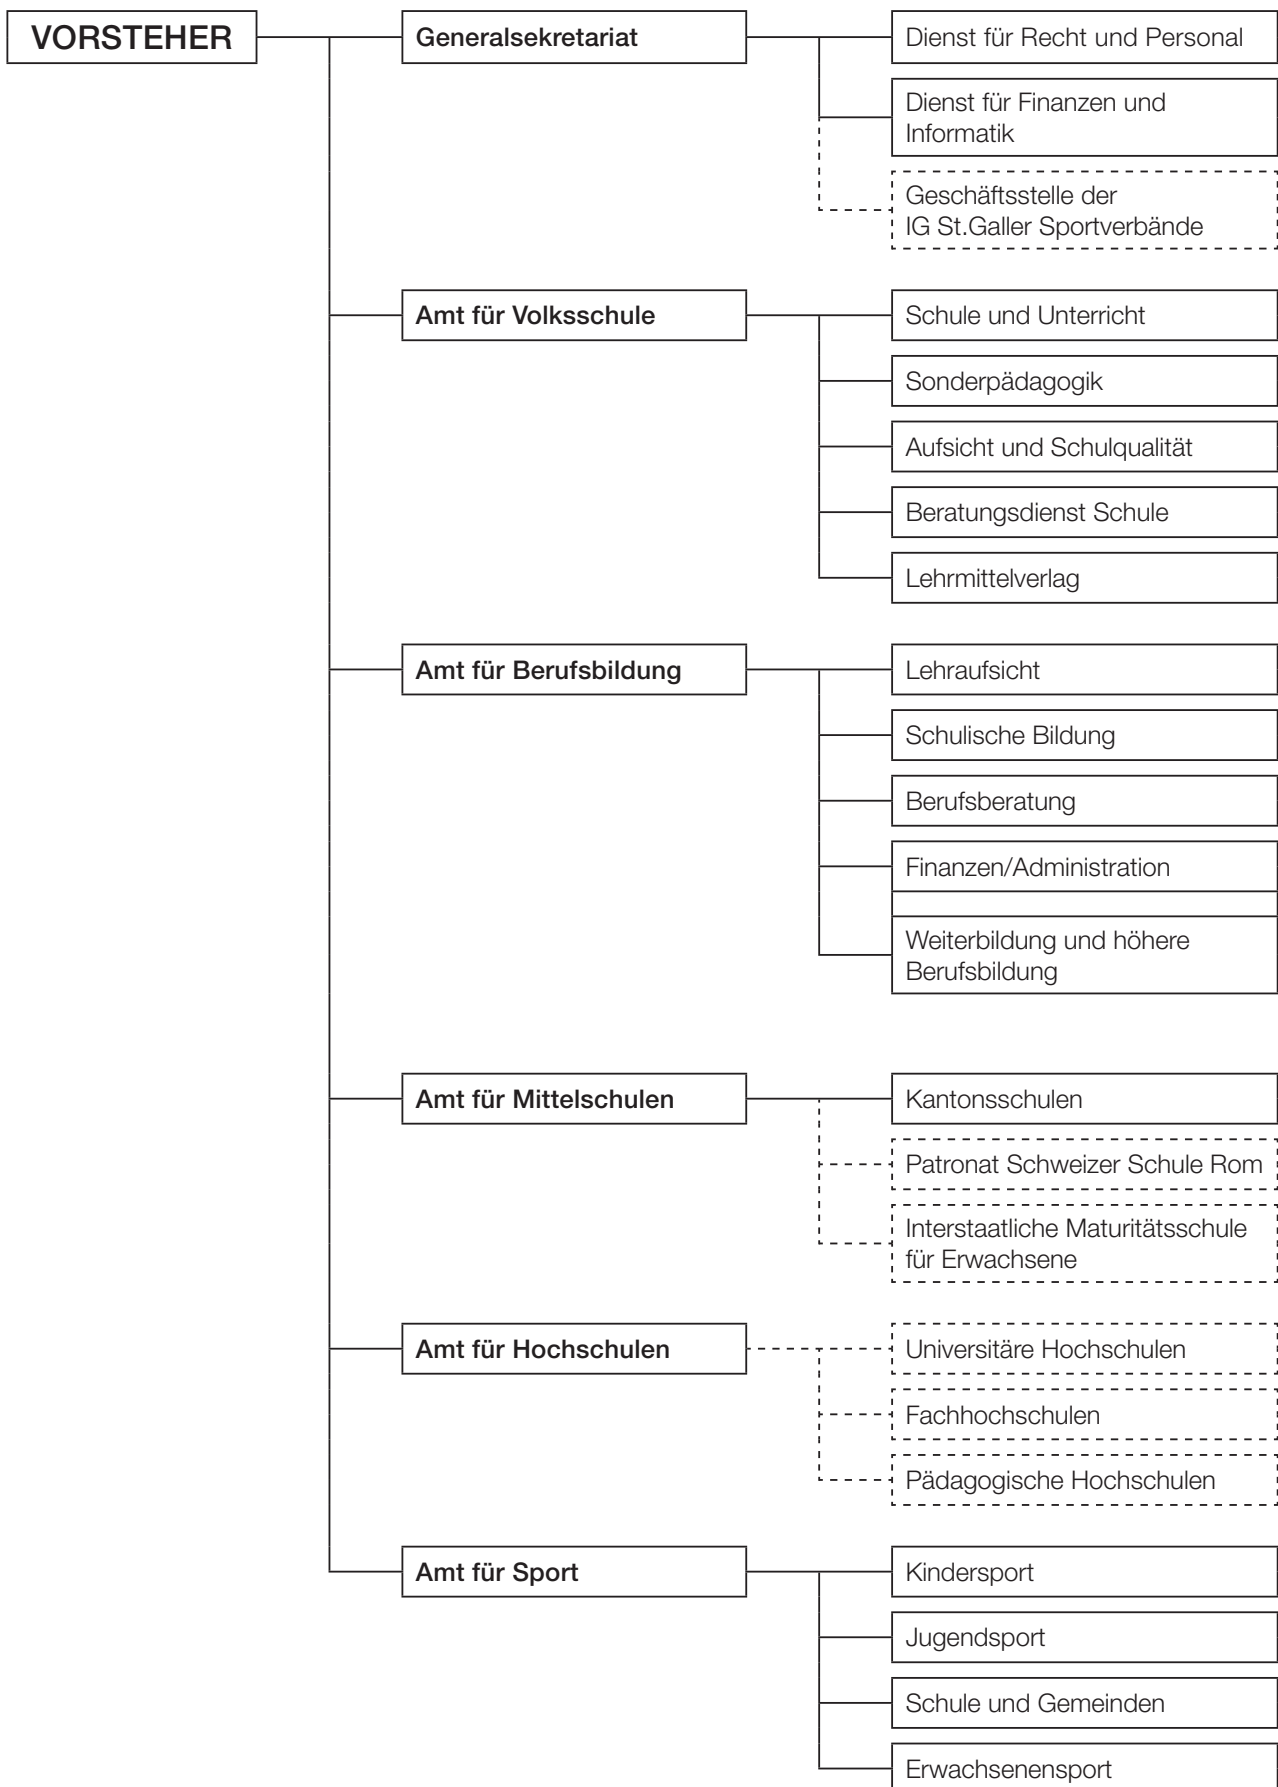 VORSTEHER
Generalsekretariat
Dienst für Recht und Personal
Dienst für Finanzen und
Informatik
Geschäftsstelle der
IG St.Galler Sportverbände
Amt für Volksschule
Schule und Unterricht
Sonderpädagogik
Aufsicht und Schulqualität
Beratungsdienst Schule
Lehrmittelverlag
Amt für Berufsbildung
Lehraufsicht
Schulische Bildung
Berufsberatung
Finanzen/Administration
Weiterbildung und höhere
Berufsbildung
Amt für Mittelschulen
Kantonsschulen
Patronat Schweizer Schule Rom
Interstaatliche Maturitätsschule
für Erwachsene
Amt für Hochschulen
Universitäre Hochschulen
Fachhochschulen
Pädagogische Hochschulen
Amt für Sport
Kindersport
Jugendsport
Schule und Gemeinden
Erwachsenensport